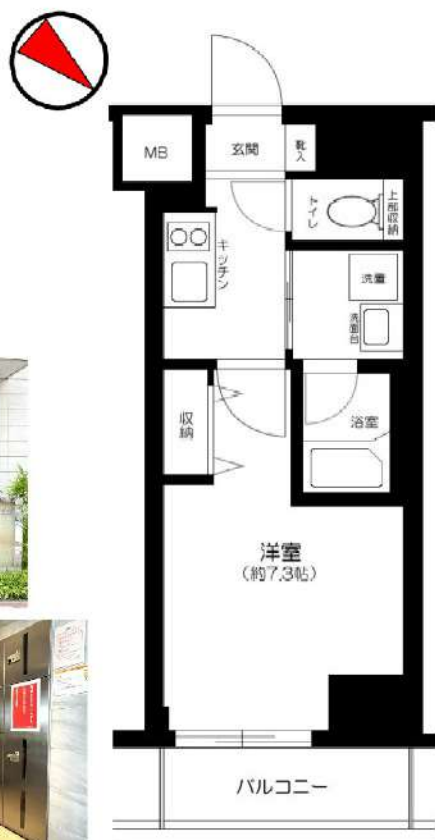 MB
玄関
靴入
トイレ
上部収納
キッチン
洗置
洗面台
収納
浴室
洋室
(約7.3帖)
バルコニー